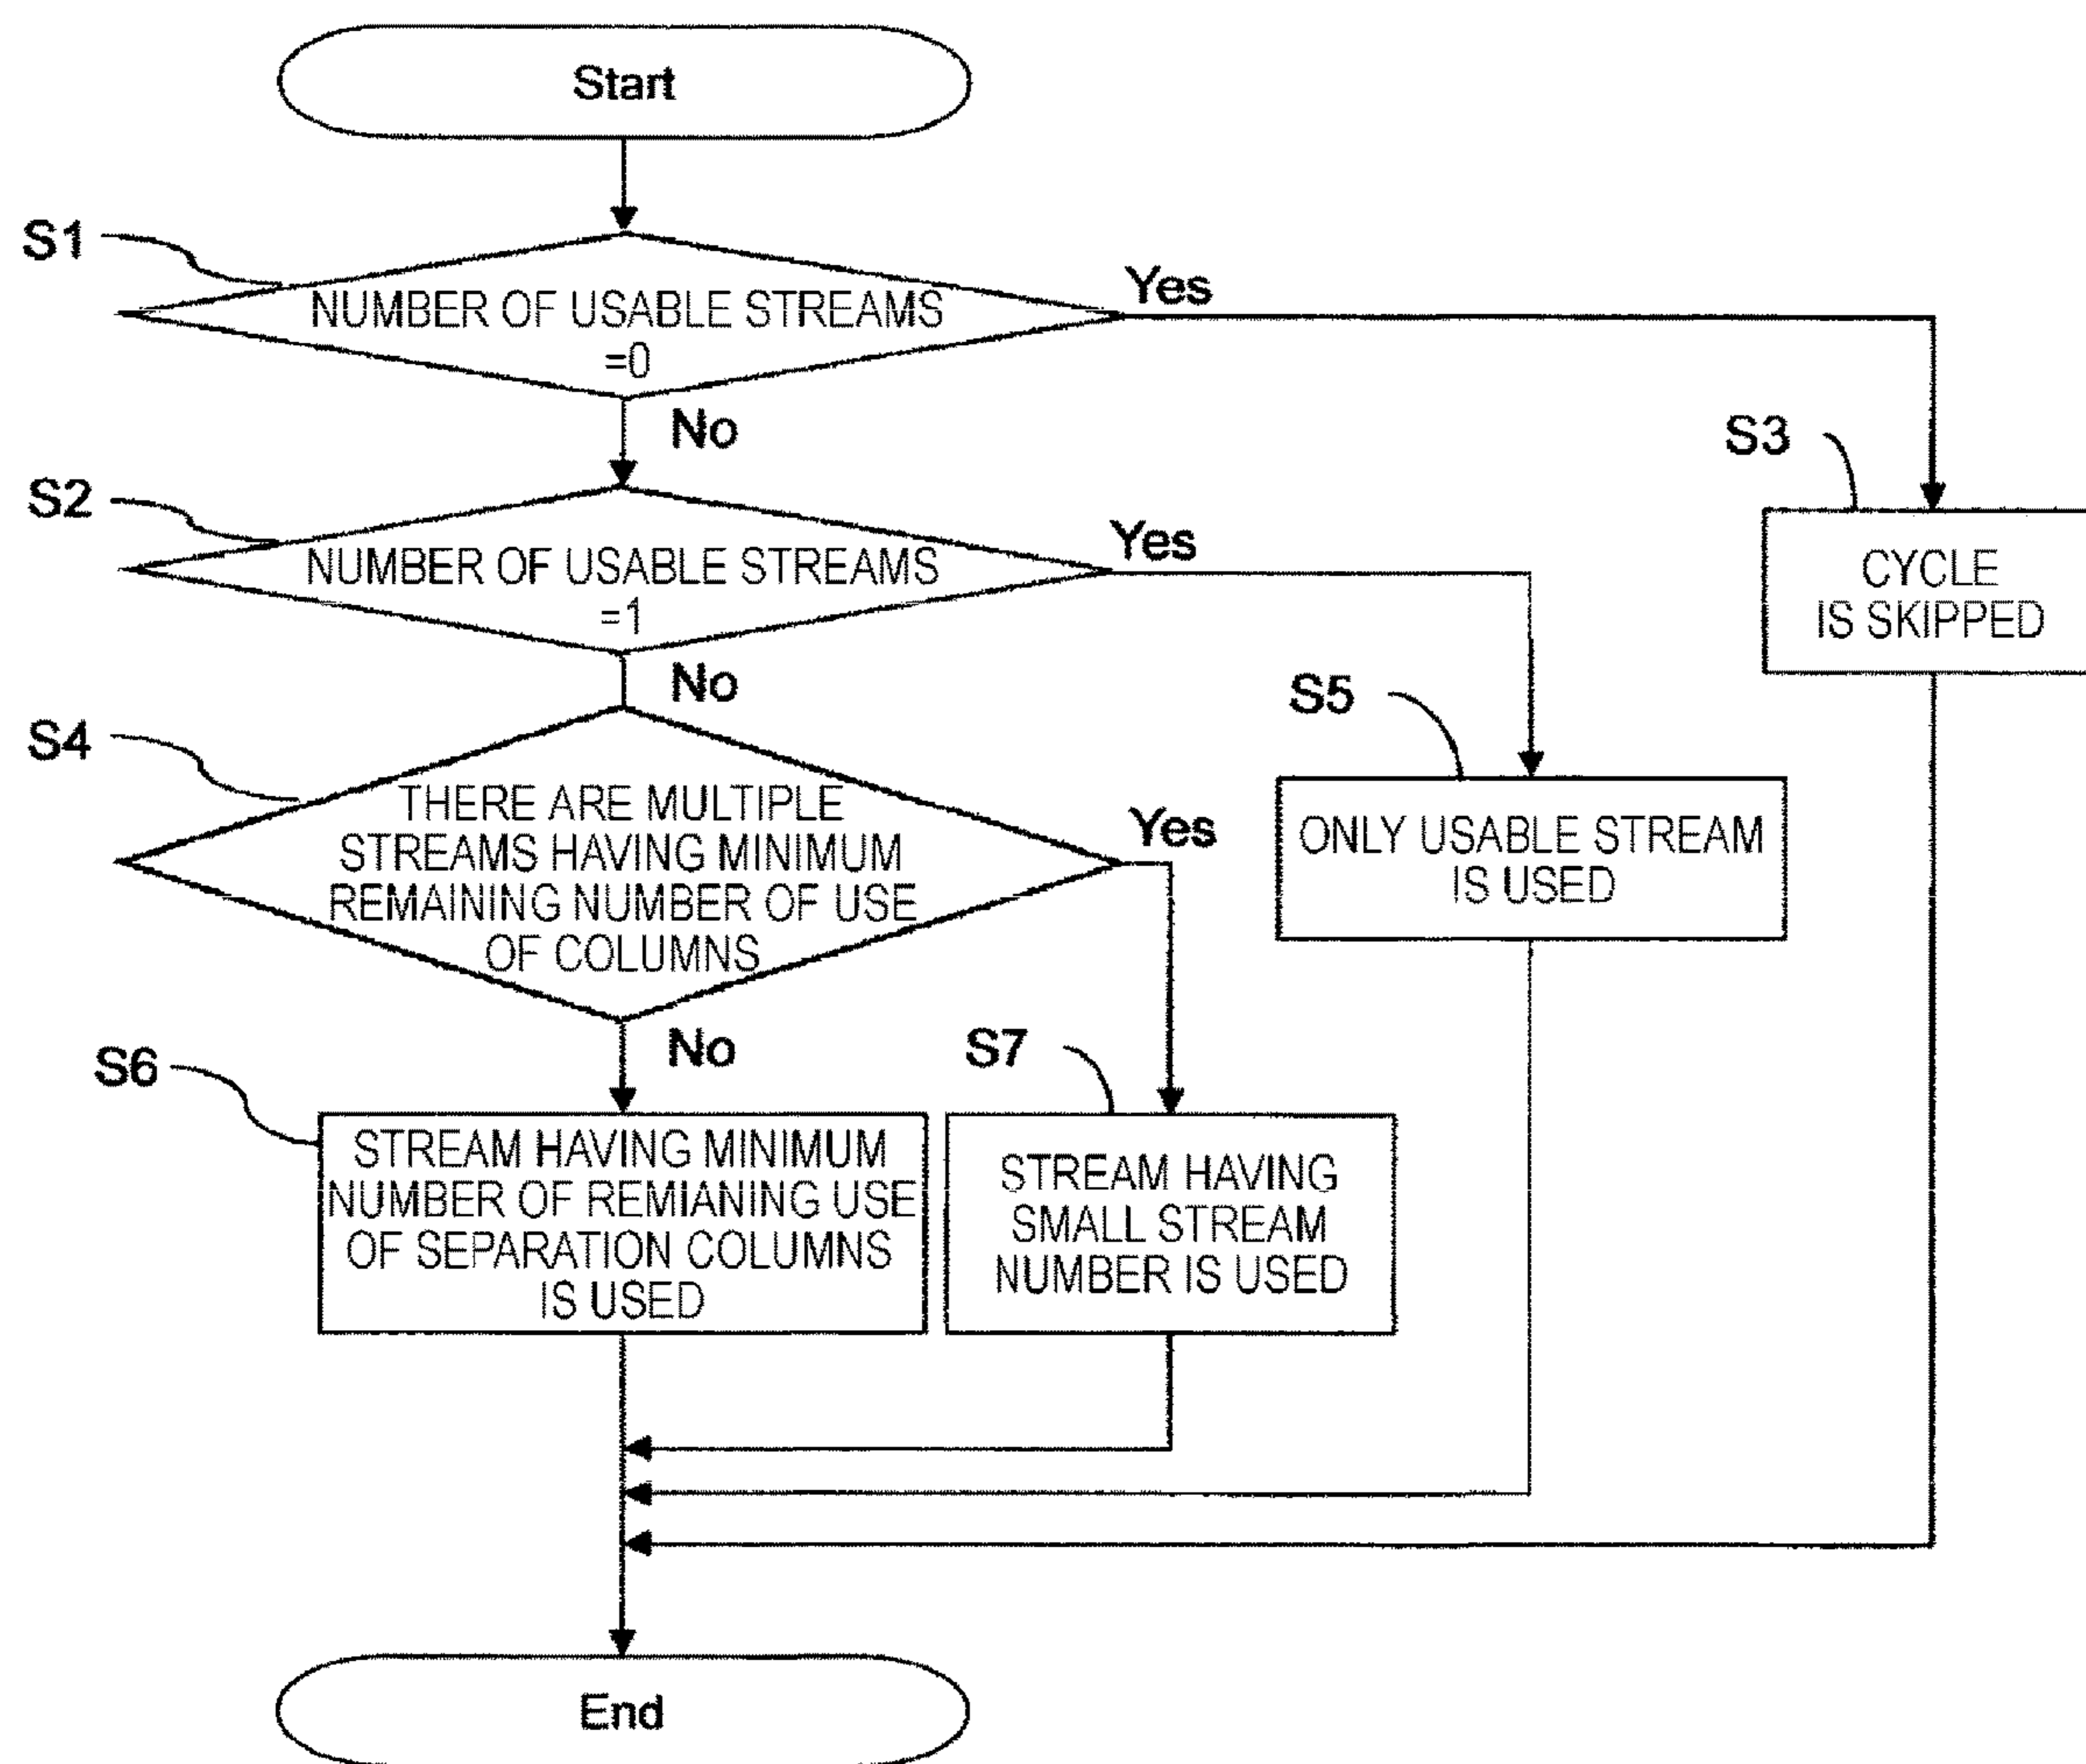 Start
S1
NUMBER OF USABLE STREAMS
=0
Yes
No
S2
NUMBER OF USABLE STREAMS
=1
Yes
No
S3
CYCLE
IS SKIPPED
S4
THERE ARE MULTIPLE
STREAMS HAVING MINIMUM
REMAINING NUMBER OF USE
OF COLUMNS
Yes
No
S5
ONLY USABLE STREAM
IS USED
S6
STREAM HAVING MINIMUM
NUMBER OF REMIANING USE
OF SEPARATION COLUMNS
IS USED
S7
STREAM HAVING
SMALL STREAM
NUMBER IS USED
End